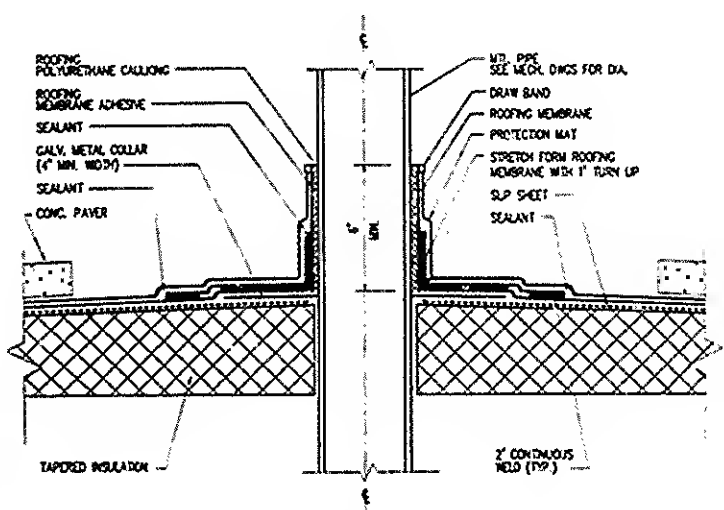 ℄
ROOFING
POLYURETHANE CAULKING
ROOFING
MEMBRANE ADHESIVE
SEALANT
GALV. METAL COLLAR
(4" MIN. WIDTH)
SEALANT
CONC. PAVER
MTL. PIPE
SEE MECH. DWGS FOR DIA.
DRAW BAND
ROOFING MEMBRANE
PROTECTION MAT
STRETCH FORM ROOFING
MEMBRANE WITH 1" TURN UP
SLIP SHEET
SEALANT
6"
MIN.
TAPERED INSULATION
2" CONTINUOUS
WELD (TYP.)
℄